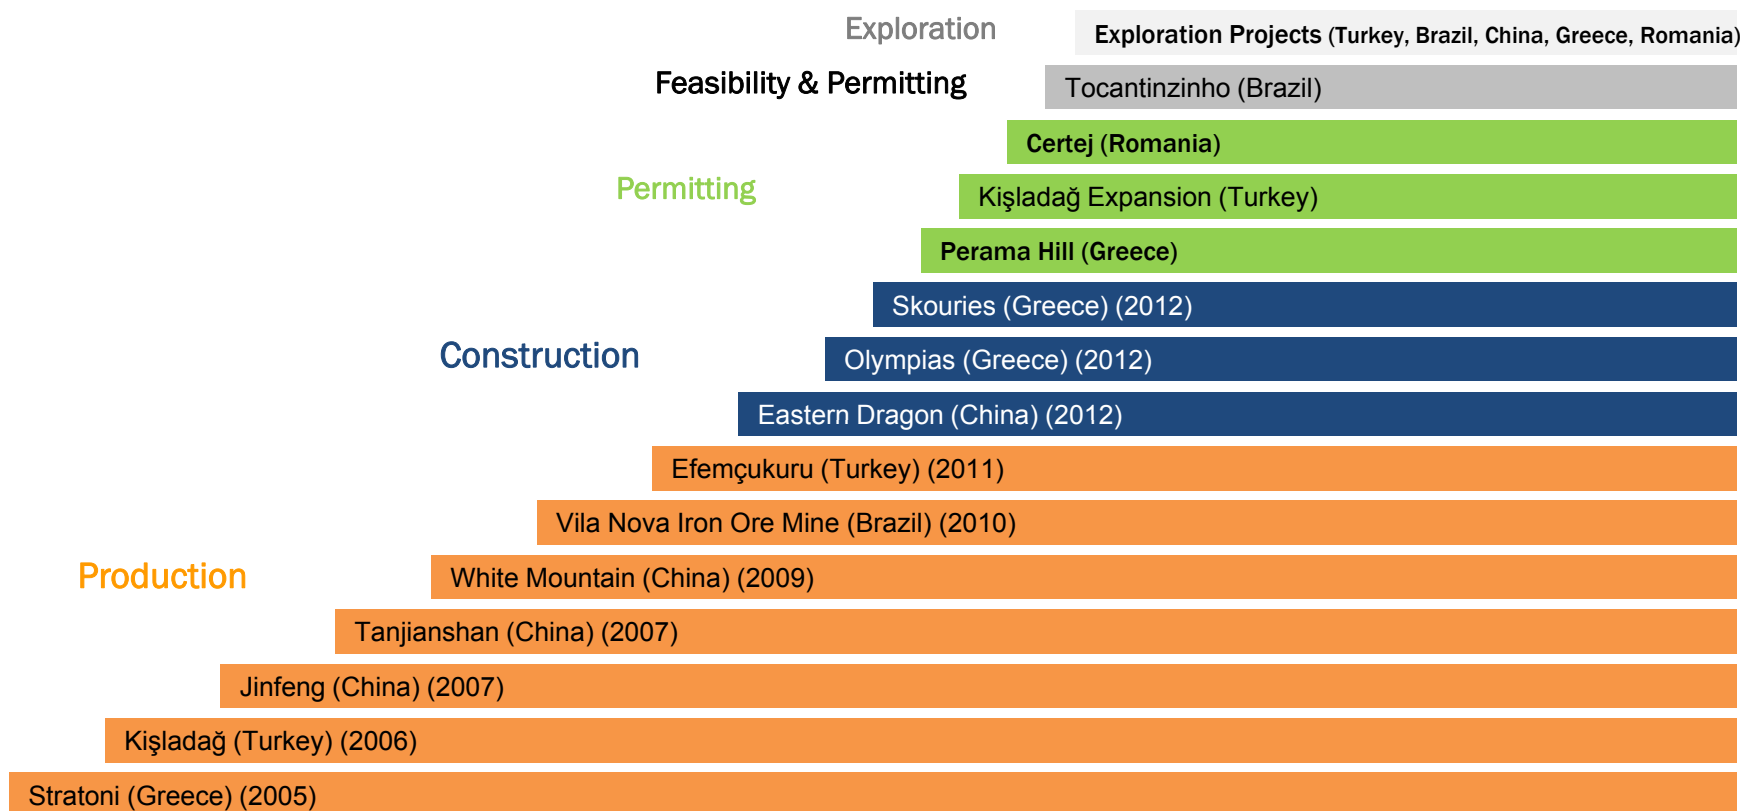 Exploration
Exploration Projects (Turkey, Brazil, China, Greece, Romania)
Feasibility & Permitting
Tocantinzinho (Brazil)
Certej (Romania)
Permitting
Kişladağ Expansion (Turkey)
Perama Hill (Greece)
Skouries (Greece) (2012)
Construction
Olympias (Greece) (2012)
Eastern Dragon (China) (2012)
Efemçukuru (Turkey) (2011)
Vila Nova Iron Ore Mine (Brazil) (2010)
Production
White Mountain (China) (2009)
Tanjianshan (China) (2007)
Jinfeng (China) (2007)
Kişladağ (Turkey) (2006)
Stratoni (Greece) (2005)